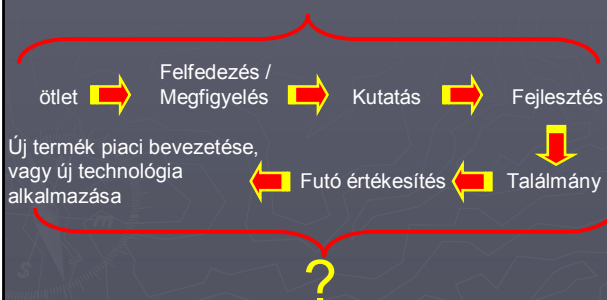 ötlet
Felfedezés /
Megfigyelés
Kutatás
Fejlesztés
Találmány
Futó értékesítés
Új termék piaci bevezetése,
vagy új technológia
alkalmazása
?